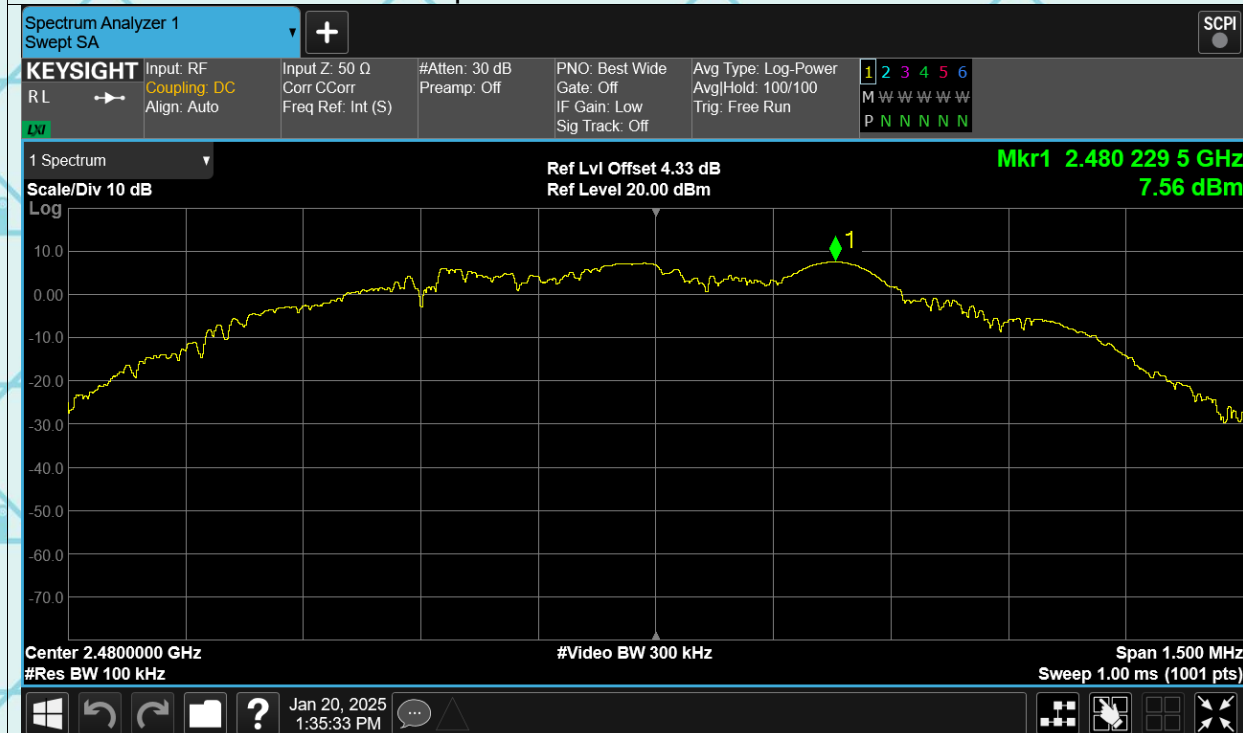 Spectrum Analyzer 1
Swept SA
+
SCPI
KEYSIGHT
RL
LXI
Input: RF
Coupling: DC
Align: Auto
Input Z: 50 Ω
Corr CCorr
Freq Ref: Int (S)
#Atten: 30 dB
Preamp: Off
PNO: Best Wide
Gate: Off
IF Gain: Low
Sig Track: Off
Avg Type: Log-Power
Avg|Hold: 100/100
Trig: Free Run
1 2 3 4 5 6
M W W W W W
P N N N N N
1 Spectrum
Scale/Div 10 dB
Log
Ref Lvl Offset 4.33 dB
Ref Level 20.00 dBm
Mkr1 2.480 229 5 GHz
7.56 dBm
1
10.0
0.00
-10.0
-20.0
-30.0
-40.0
-50.0
-60.0
-70.0
Center 2.4800000 GHz
#Res BW 100 kHz
#Video BW 300 kHz
Span 1.500 MHz
Sweep 1.00 ms (1001 pts)
?
Jan 20, 2025
1:35:33 PM